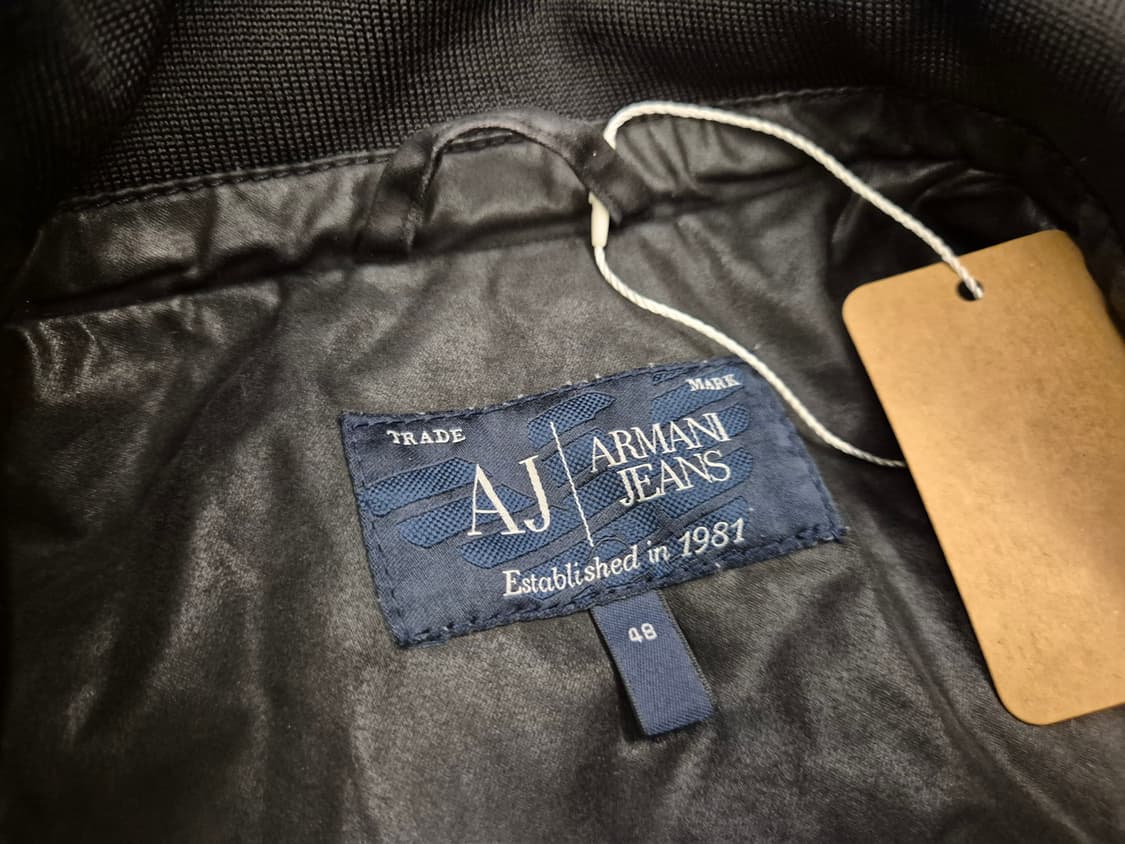 TRADE MARK
AJ ARMANI
JEANS
Established in 1981
48